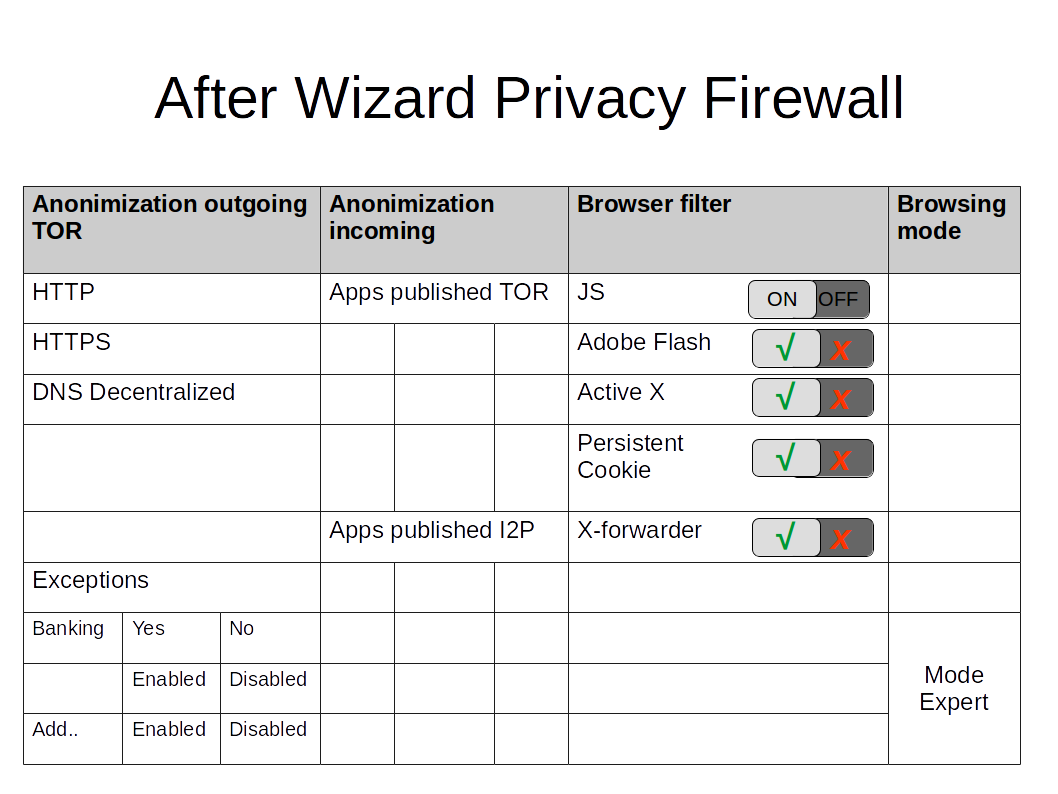 After Wizard Privacy Firewall
Anonimization outgoing
TOR
Anonimization
incoming
Browser filter
Browsing
mode
HTTP
Apps published TOR
JS
ON
OFF
HTTPS
Adobe Flash
√
x
DNS Decentralized
Active X
√
x
Persistent
Cookie
√
x
Apps published I2P
X-forwarder
√
x
Exceptions
Banking
Yes
No
Enabled
Disabled
Mode
Expert
Add..
Enabled
Disabled